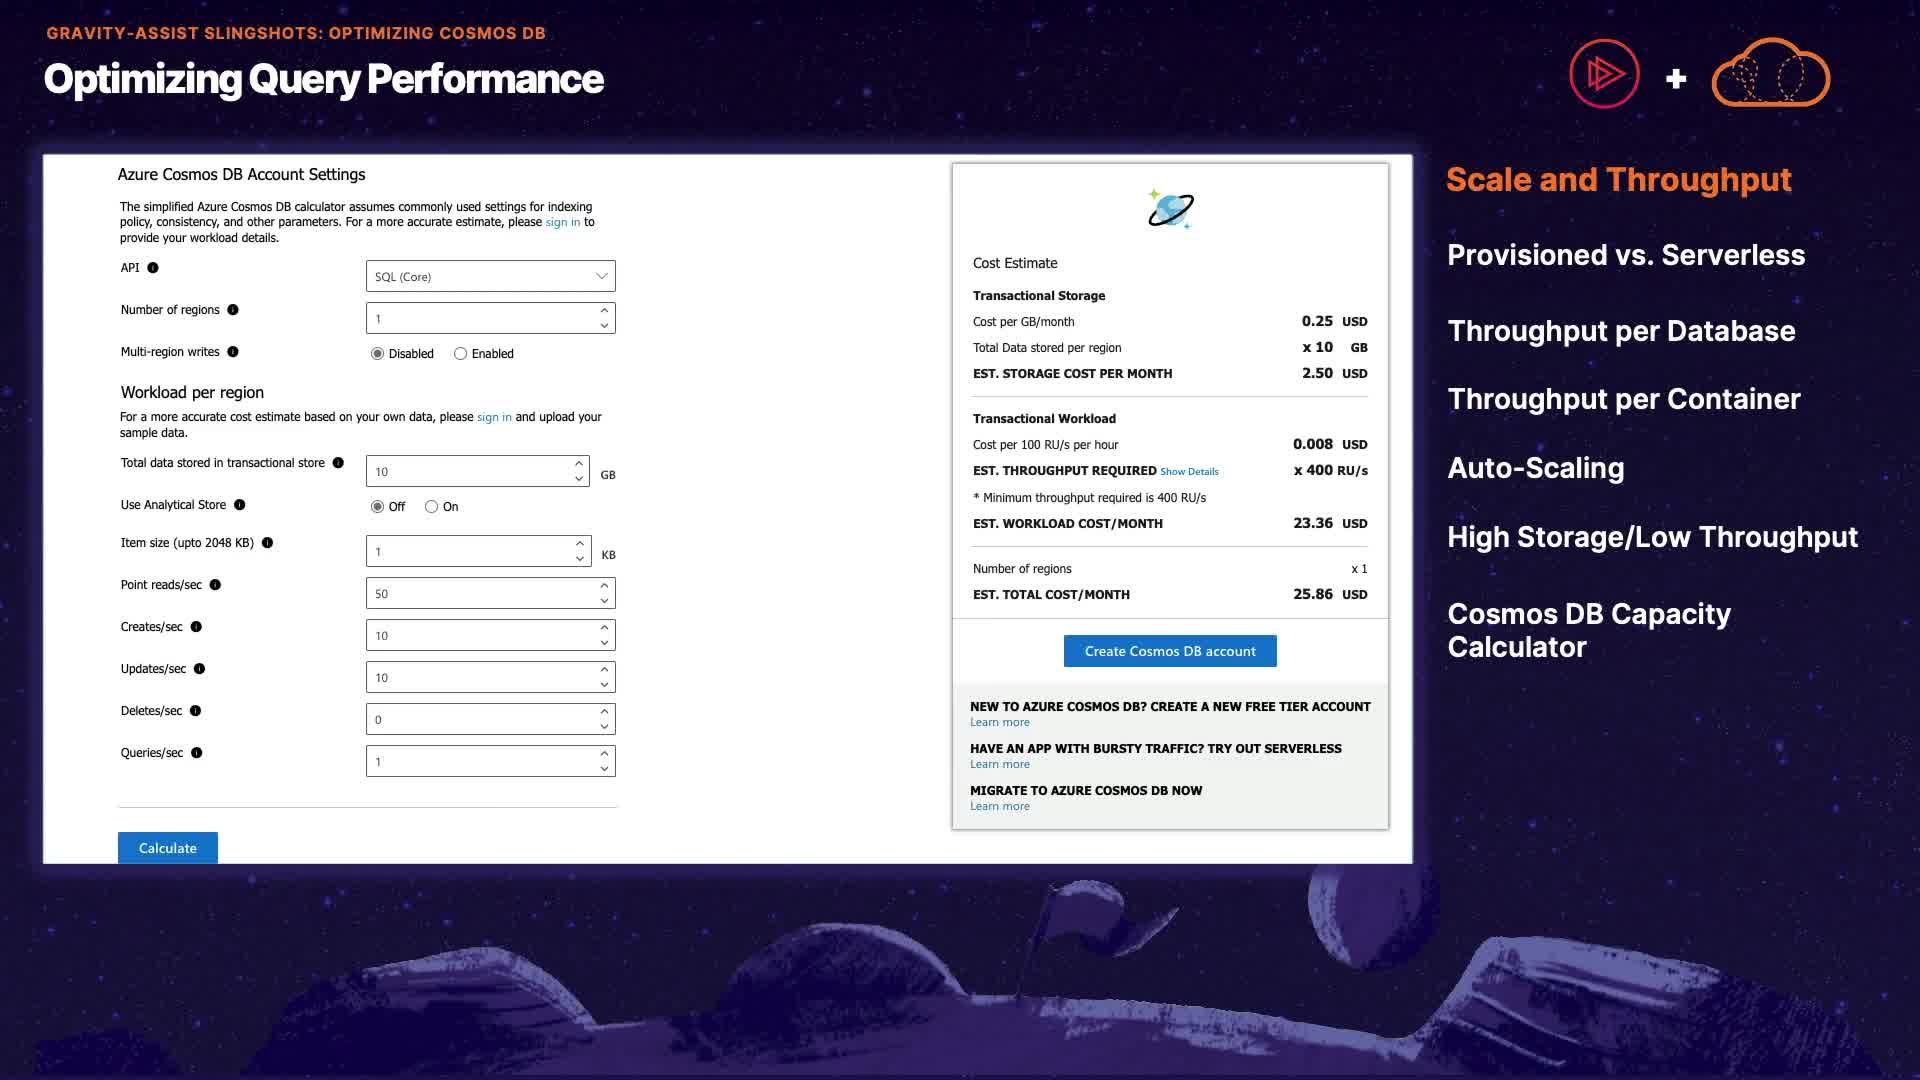 GRAVITY-ASSIST SLINGSHOTS: OPTIMIZING COSMOS DB
Optimizing Query Performance
+
Azure Cosmos DB Account Settings
The simplified Azure Cosmos DB calculator assumes commonly used settings for indexing
policy, consistency, and other parameters. For a more accurate estimate, please sign in to
provide your workload details.
API
SQL (Core)
Number of regions
1
Multi-region writes
Disabled
Enabled
Workload per region
For a more accurate cost estimate based on your own data, please sign in and upload your
sample data.
Total data stored in transactional store
10
GB
Use Analytical Store
Off
On
Item size (upto 2048 KB)
1
KB
Point reads/sec
50
Creates/sec
10
Updates/sec
10
Deletes/sec
0
Queries/sec
1
Calculate
Cost Estimate
Transactional Storage
Cost per GB/month 0.25 USD
Total Data stored per region x 10 GB
EST. STORAGE COST PER MONTH 2.50 USD
Transactional Workload
Cost per 100 RU/s per hour 0.008 USD
EST. THROUGHPUT REQUIRED Show Details x 400 RU/s
* Minimum throughput required is 400 RU/s
EST. WORKLOAD COST/MONTH 23.36 USD
Number of regions x 1
EST. TOTAL COST/MONTH 25.86 USD
Create Cosmos DB account
NEW TO AZURE COSMOS DB? CREATE A NEW FREE TIER ACCOUNT
Learn more
HAVE AN APP WITH BURSTY TRAFFIC? TRY OUT SERVERLESS
Learn more
MIGRATE TO AZURE COSMOS DB NOW
Learn more
Scale and Throughput
Provisioned vs. Serverless
Throughput per Database
Throughput per Container
Auto-Scaling
High Storage/Low Throughput
Cosmos DB Capacity
Calculator